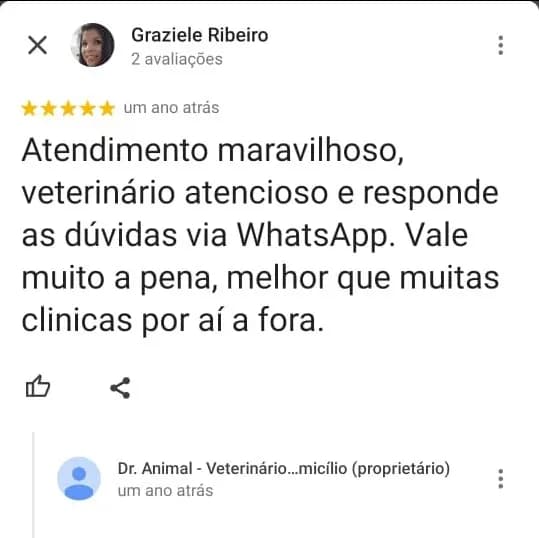 Graziele Ribeiro
2 avaliações
um ano atrás
Atendimento maravilhoso,
veterinário atencioso e responde
as dúvidas via WhatsApp. Vale
muito a pena, melhor que muitas
clinicas por aí a fora.
Dr. Animal - Veterinário...micílio (proprietário)
um ano atrás